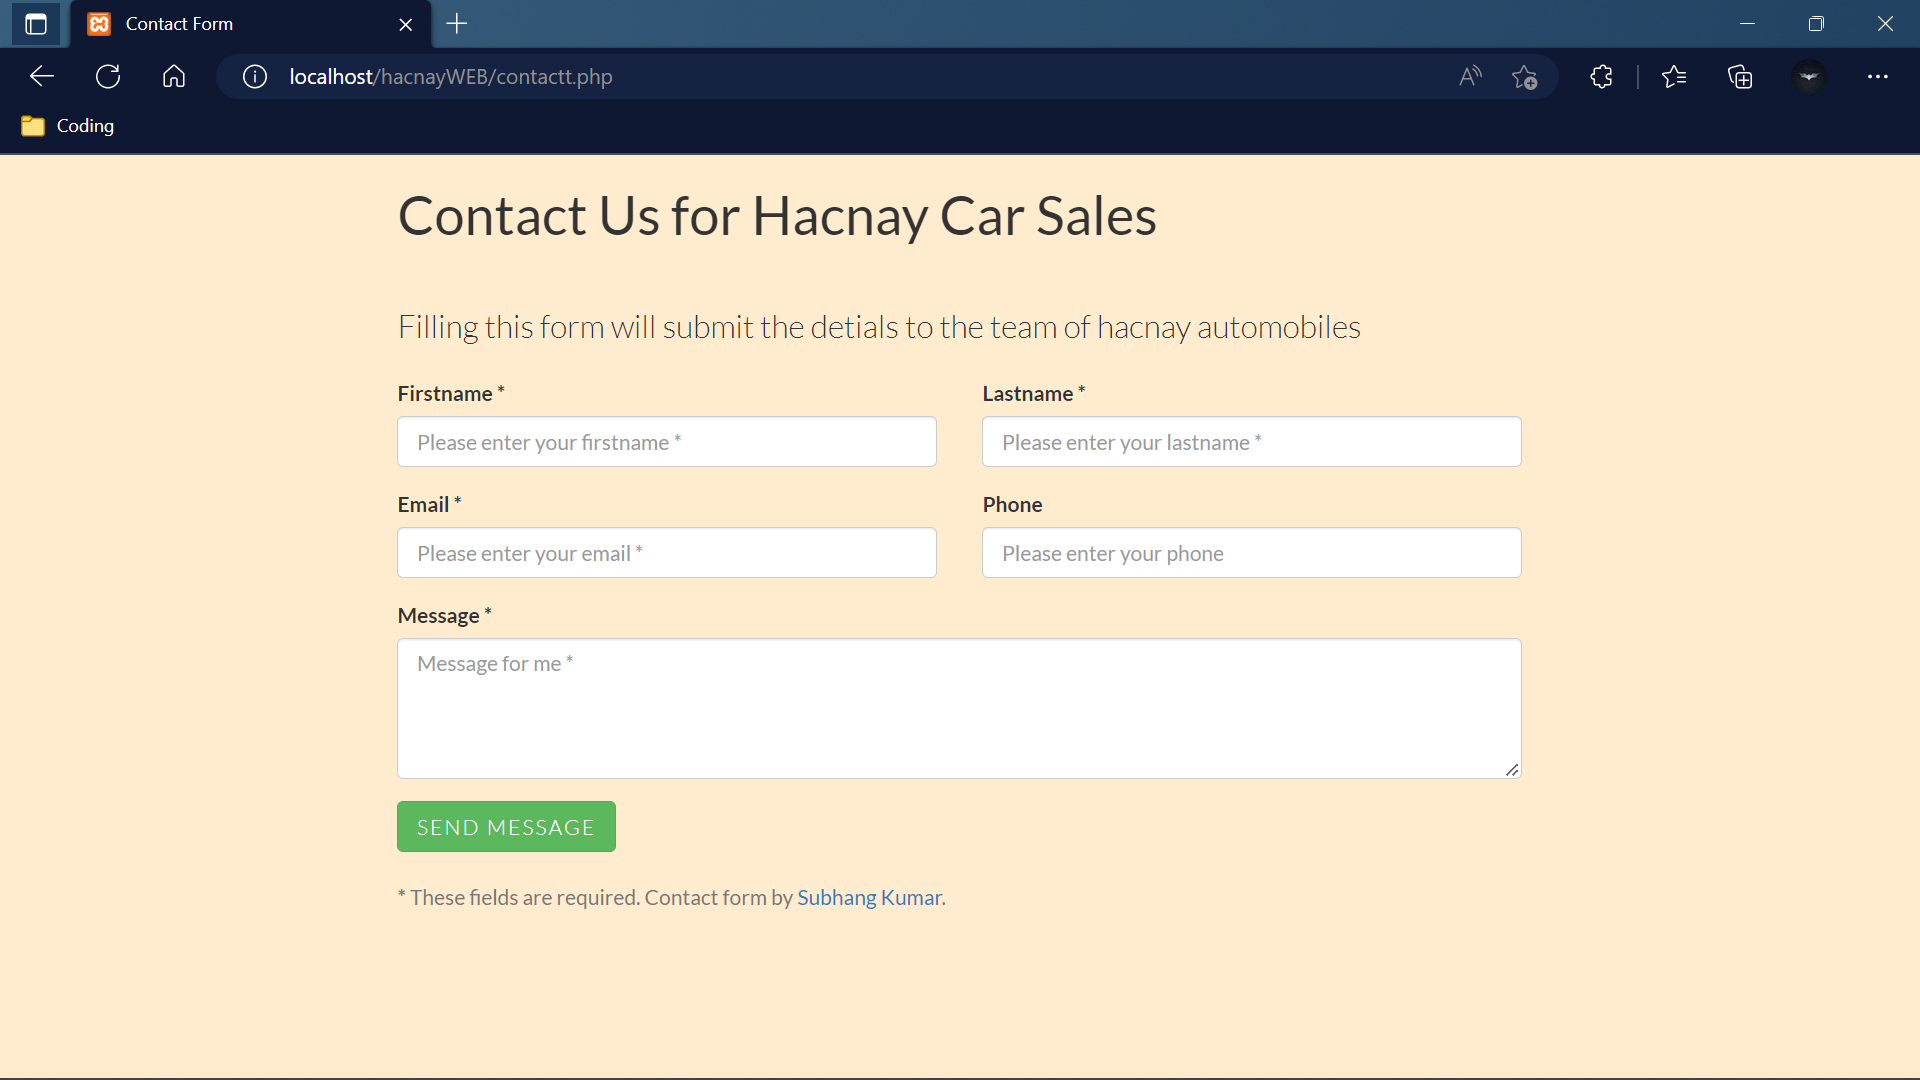 Contact Form
localhost/hacnayWEB/contactt.php
Coding
Contact Us for Hacnay Car Sales
Filling this form will submit the detials to the team of hacnay automobiles
Firstname * Lastname *
Please enter your firstname * Please enter your lastname *
Email * Phone
Please enter your email * Please enter your phone
Message *
Message for me *
SEND MESSAGE
* These fields are required. Contact form by Subhang Kumar.